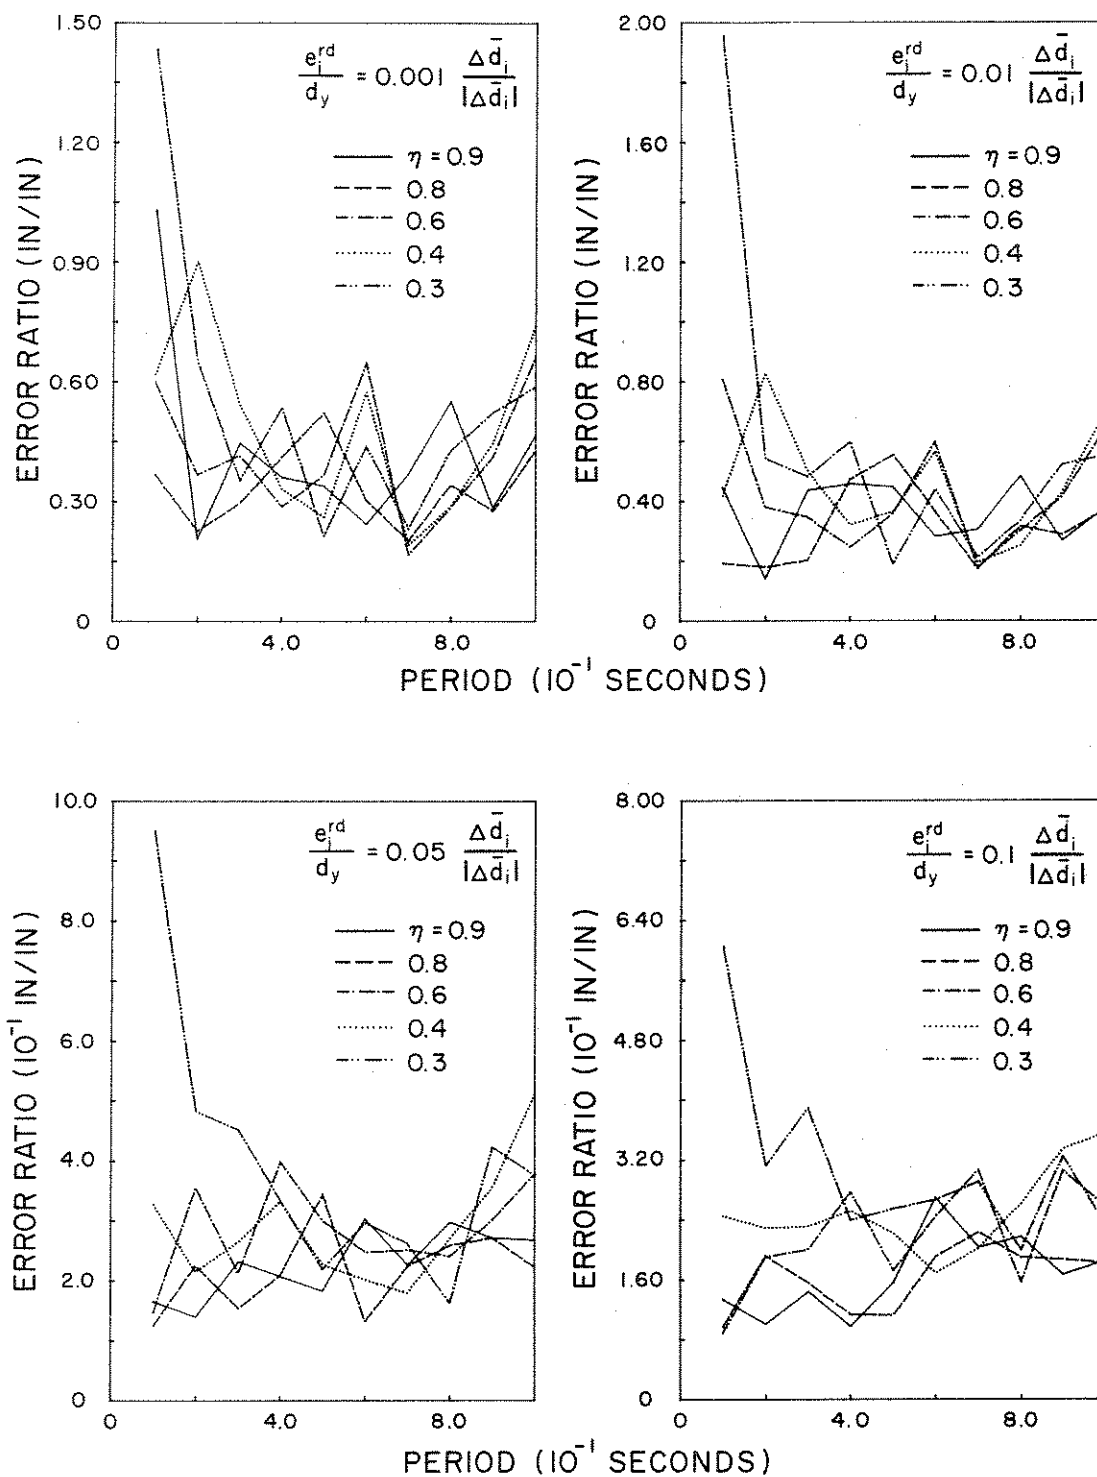 ERROR RATIO (IN/IN)
1.50
1.20
0.90
0.60
0.30
0
e_i^rd / d_y = 0.001 Δd̄_i / |Δd̄_i|
η = 0.9
0.8
0.6
0.4
0.3
0 4.0 8.0
ERROR RATIO (IN/IN)
2.00
1.60
1.20
0.80
0.40
0
e_i^rd / d_y = 0.01 Δd̄_i / |Δd̄_i|
η = 0.9
0.8
0.6
0.4
0.3
0 4.0 8.0
PERIOD (10⁻¹ SECONDS)
ERROR RATIO (10⁻¹ IN/IN)
10.0
8.0
6.0
4.0
2.0
0
e_i^rd / d_y = 0.05 Δd̄_i / |Δd̄_i|
η = 0.9
0.8
0.6
0.4
0.3
0 4.0 8.0
ERROR RATIO (10⁻¹ IN/IN)
8.00
6.40
4.80
3.20
1.60
0
e_i^rd / d_y = 0.1 Δd̄_i / |Δd̄_i|
η = 0.9
0.8
0.6
0.4
0.3
0 4.0 8.0
PERIOD (10⁻¹ SECONDS)